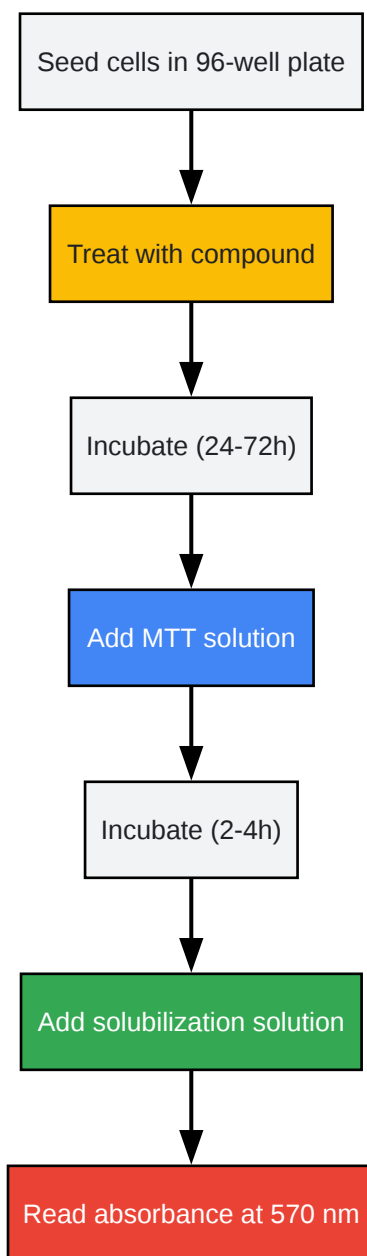 Seed cells in 96-well plate
Treat with compound
Incubate (24-72h)
Add MTT solution
Incubate (2-4h)
Add solubilization solution
Read absorbance at 570 nm